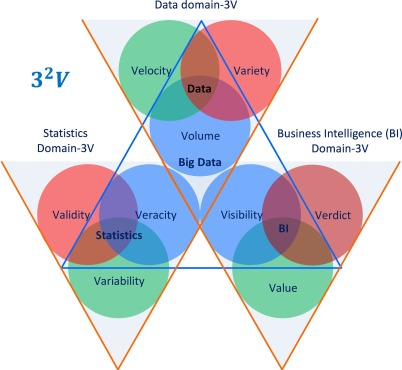 Data domain-3V
3²V
Velocity
Variety
Data
Volume
Big Data
Statistics
Domain-3V
Business Intelligence (BI)
Domain-3V
Validity
Veracity
Statistics
Variability
Visibility
Verdict
BI
Value